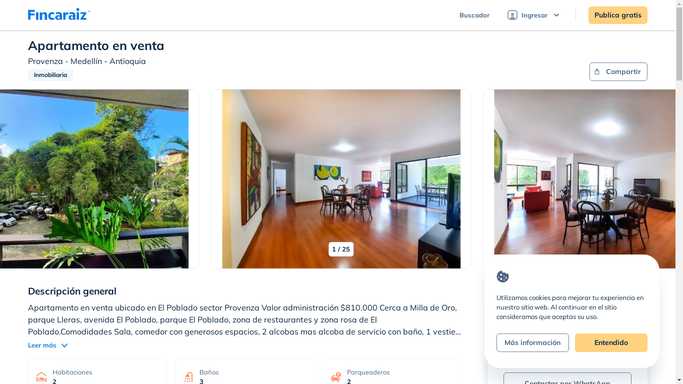 Fincaraiz
Buscador
Ingresar
Publica gratis
Apartamento en venta
Provenza - Medellín - Antioquia
Inmobiliaria
Compartir
1 / 25
Descripción general
Apartamento en venta ubicado en El Poblado sector Provenza Valor administración $810.000 Cerca a Milla de Oro,
parque Lleras, avenida El Poblado, parque El Poblado, zona de restaurantes y zona rosa de El
Poblado.Comodidades Sala, comedor con generosos espacios, 2 alcobas mas alcoba de servicio con baño, 1 vestie...
Leer más
Habitaciones
2
Baños
3
Parqueaderos
2
Utilizamos cookies para mejorar tu experiencia en
nuestro sitio web. Al continuar en el sitio
consideramos que aceptas su uso.
Más información
Entendido
Contactar por WhatsApp